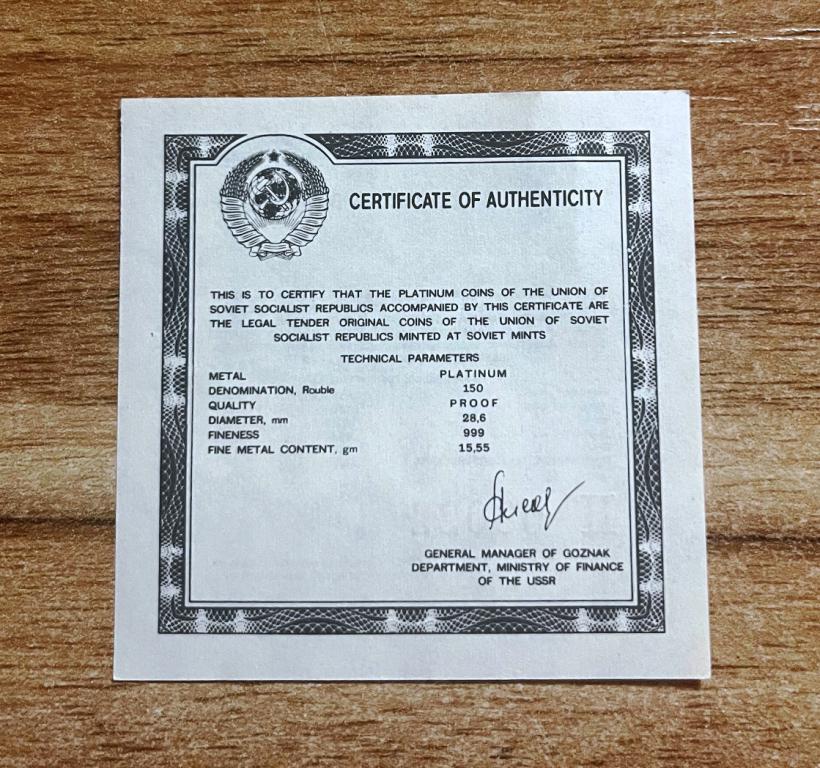 CERTIFICATE OF AUTHENTICITY
THIS IS TO CERTIFY THAT THE PLATINUM COINS OF THE UNION OF
SOVIET SOCIALIST REPUBLICS ACCOMPANIED BY THIS CERTIFICATE ARE
THE LEGAL TENDER ORIGINAL COINS OF THE UNION OF SOVIET
SOCIALIST REPUBLICS MINTED AT SOVIET MINTS
TECHNICAL PARAMETERS
METAL PLATINUM
DENOMINATION, Rouble 150
QUALITY PROOF
DIAMETER, mm 28,6
FINENESS 999
FINE METAL CONTENT, gm 15,55
GENERAL MANAGER OF GOZNAK
DEPARTMENT, MINISTRY OF FINANCE
OF THE USSR